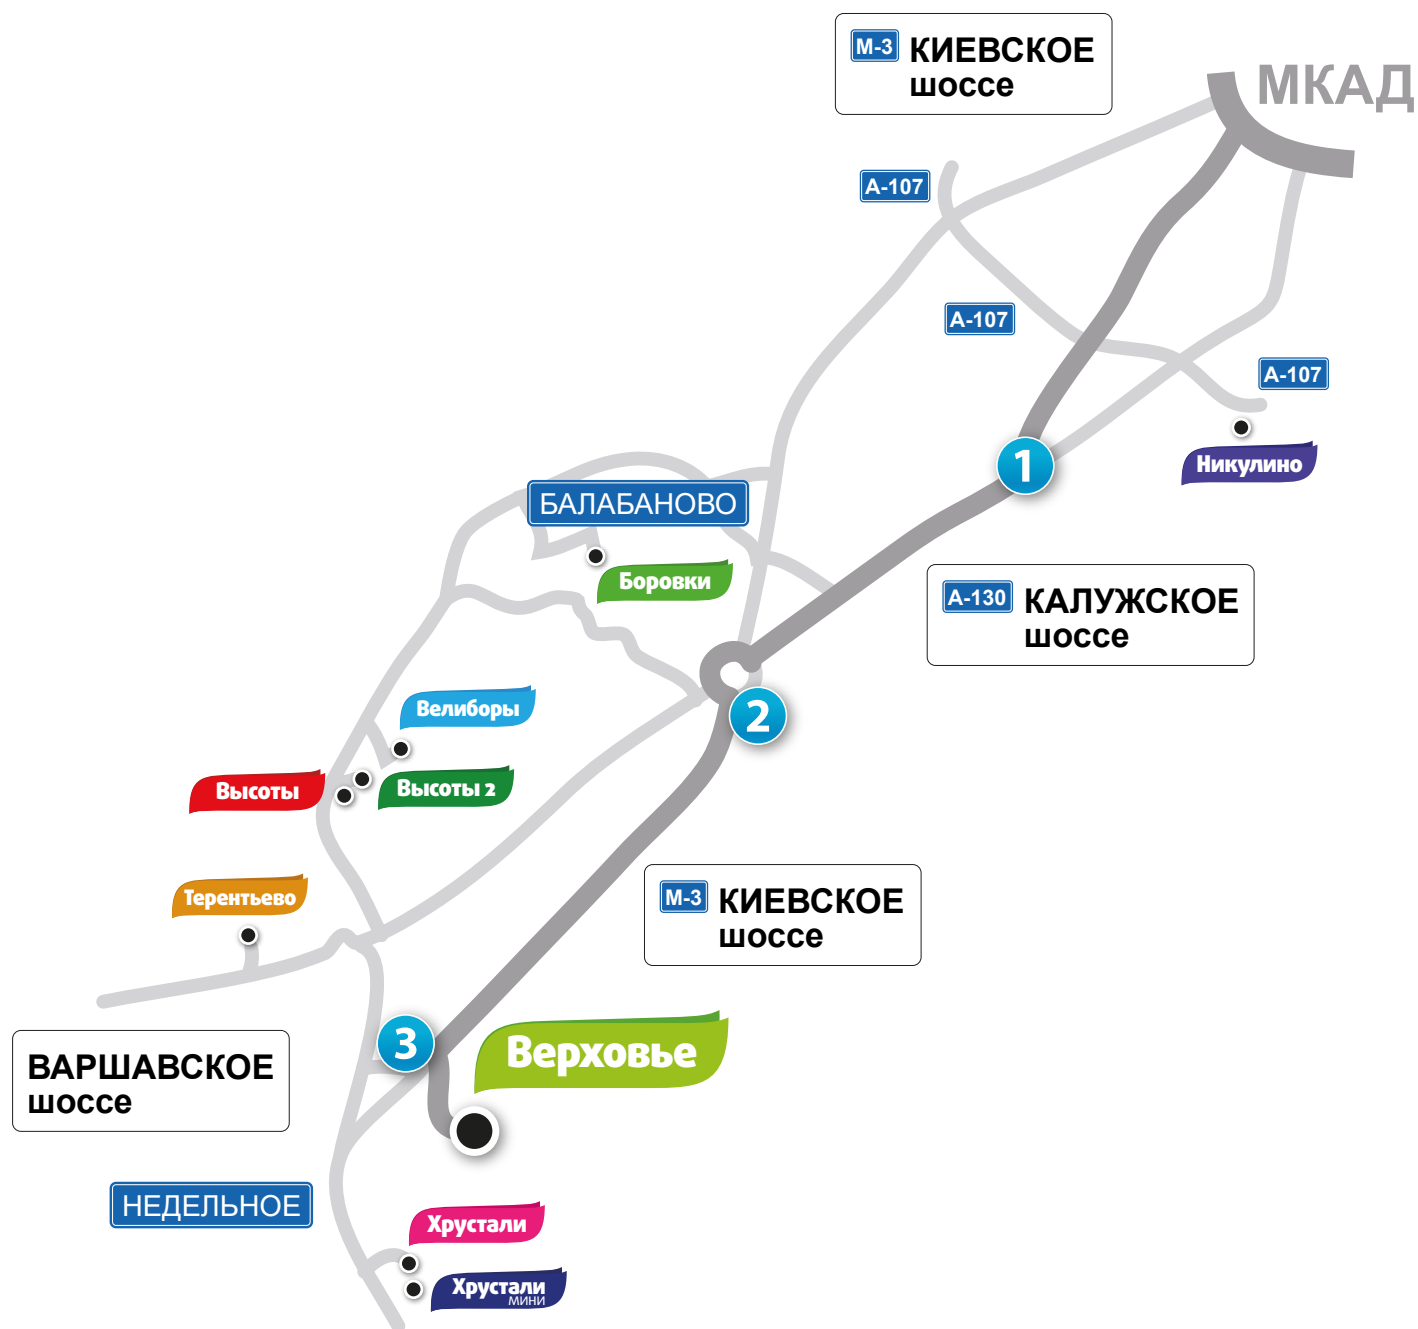 М-3 КИЕВСКОЕ
шоссе
МКАД
А-107
А-107
А-107
Никулино
1
БАЛАБАНОВО
Боровки
А-130 КАЛУЖСКОЕ
шоссе
2
Велиборы
Высоты
Высоты 2
Терентьево
М-3 КИЕВСКОЕ
шоссе
3
Верховье
ВАРШАВСКОЕ
шоссе
НЕДЕЛЬНОЕ
Хрустали
Хрустали
МИНИ